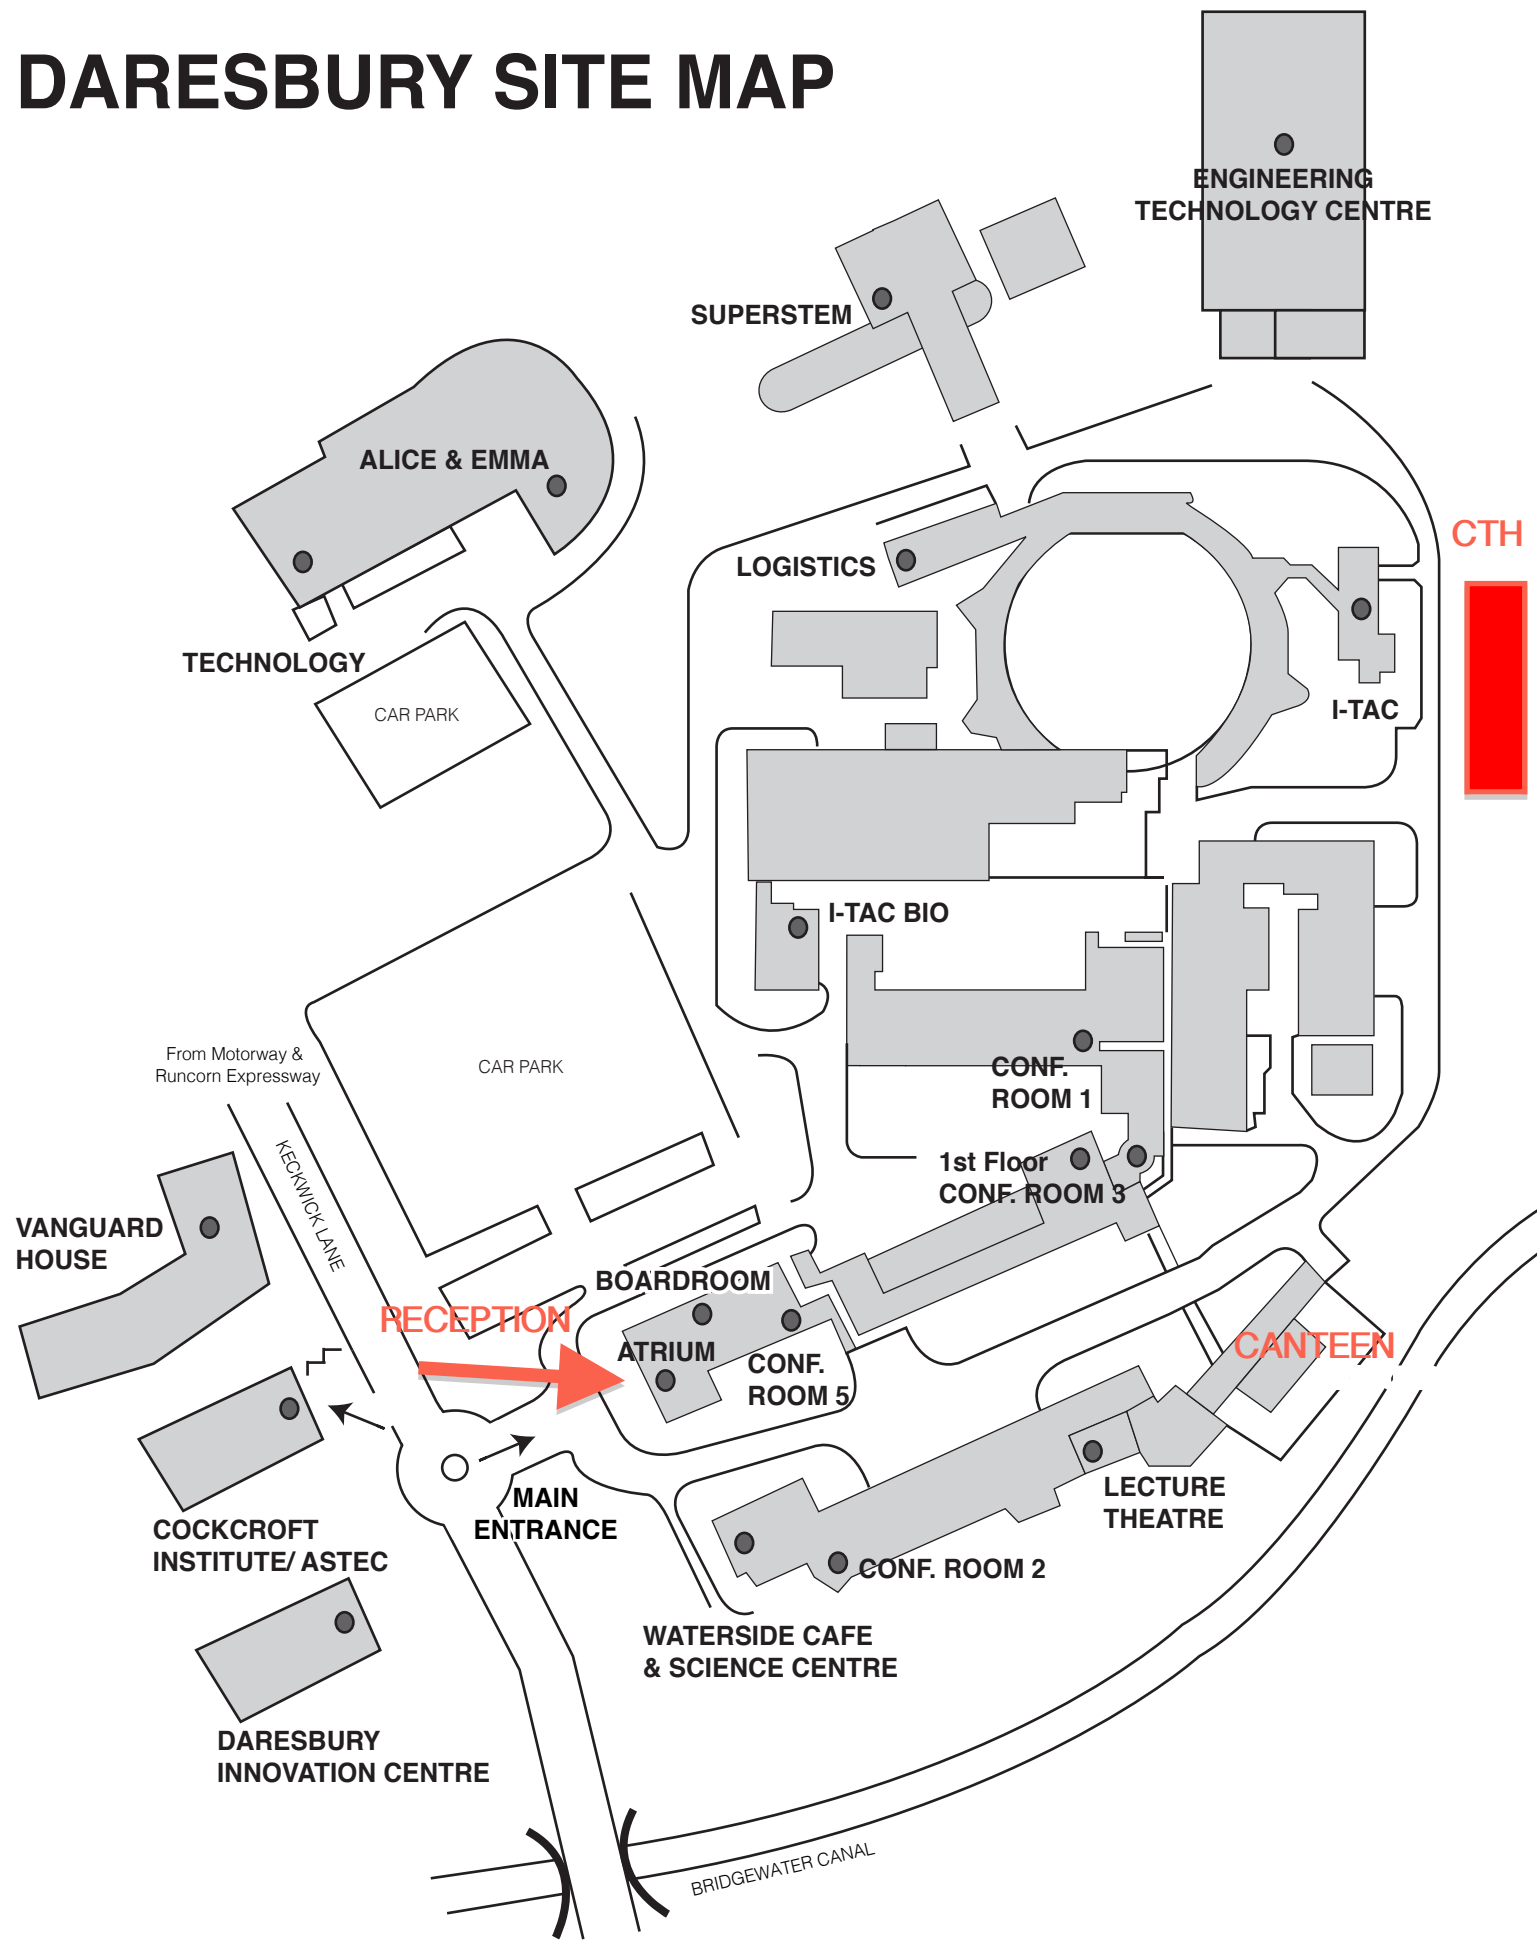 DARESBURY SITE MAP
ENGINEERING
TECHNOLOGY CENTRE
SUPERSTEM
ALICE & EMMA
CTH
LOGISTICS
TECHNOLOGY
CAR PARK
I-TAC
I-TAC BIO
From Motorway &
Runcorn Expressway
CAR PARK
CONF.
ROOM 1
KECKWICK LANE
1st Floor
CONF. ROOM 3
VANGUARD
HOUSE
BOARDROOM
RECEPTION
ATRIUM
CONF.
ROOM 5
CANTEEN
LECTURE
THEATRE
MAIN
ENTRANCE
COCKCROFT
INSTITUTE/ ASTEC
CONF. ROOM 2
WATERSIDE CAFE
& SCIENCE CENTRE
DARESBURY
INNOVATION CENTRE
BRIDGEWATER CANAL